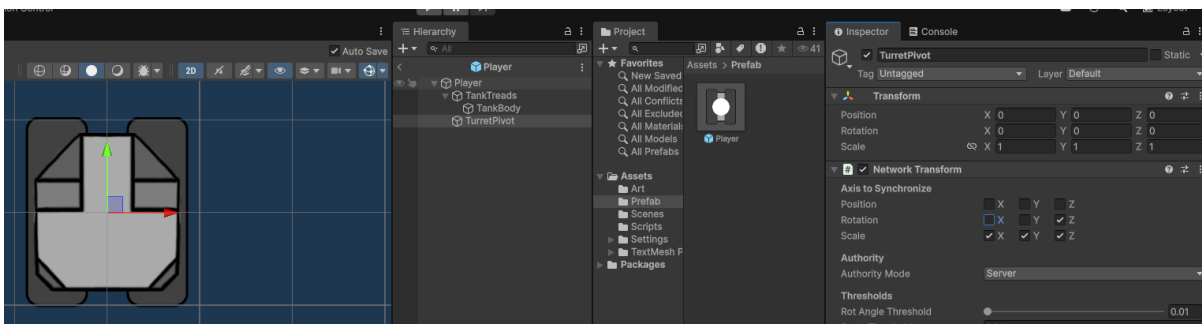 Layout
Auto Save
2D
Hierarchy
All
Player
Player
TankTreads
TankBody
TurretPivot
Project
41
Favorites
New Saved
All Modified
All Conflicts
All Excluded
All Materials
All Models
All Prefabs
Assets
Art
Prefab
Scenes
Scripts
Settings
TextMesh P
Packages
Assets > Prefab
Player
Inspector
Console
TurretPivot
Static
Tag Untagged
Layer Default
Transform
Position X 0 Y 0 Z 0
Rotation X 0 Y 0 Z 0
Scale X 1 Y 1 Z 1
# Network Transform
Axis to Synchronize
Position X Y Z
Rotation X Y Z
Scale X Y Z
Authority
Authority Mode Server
Thresholds
Rot Angle Threshold 0.01